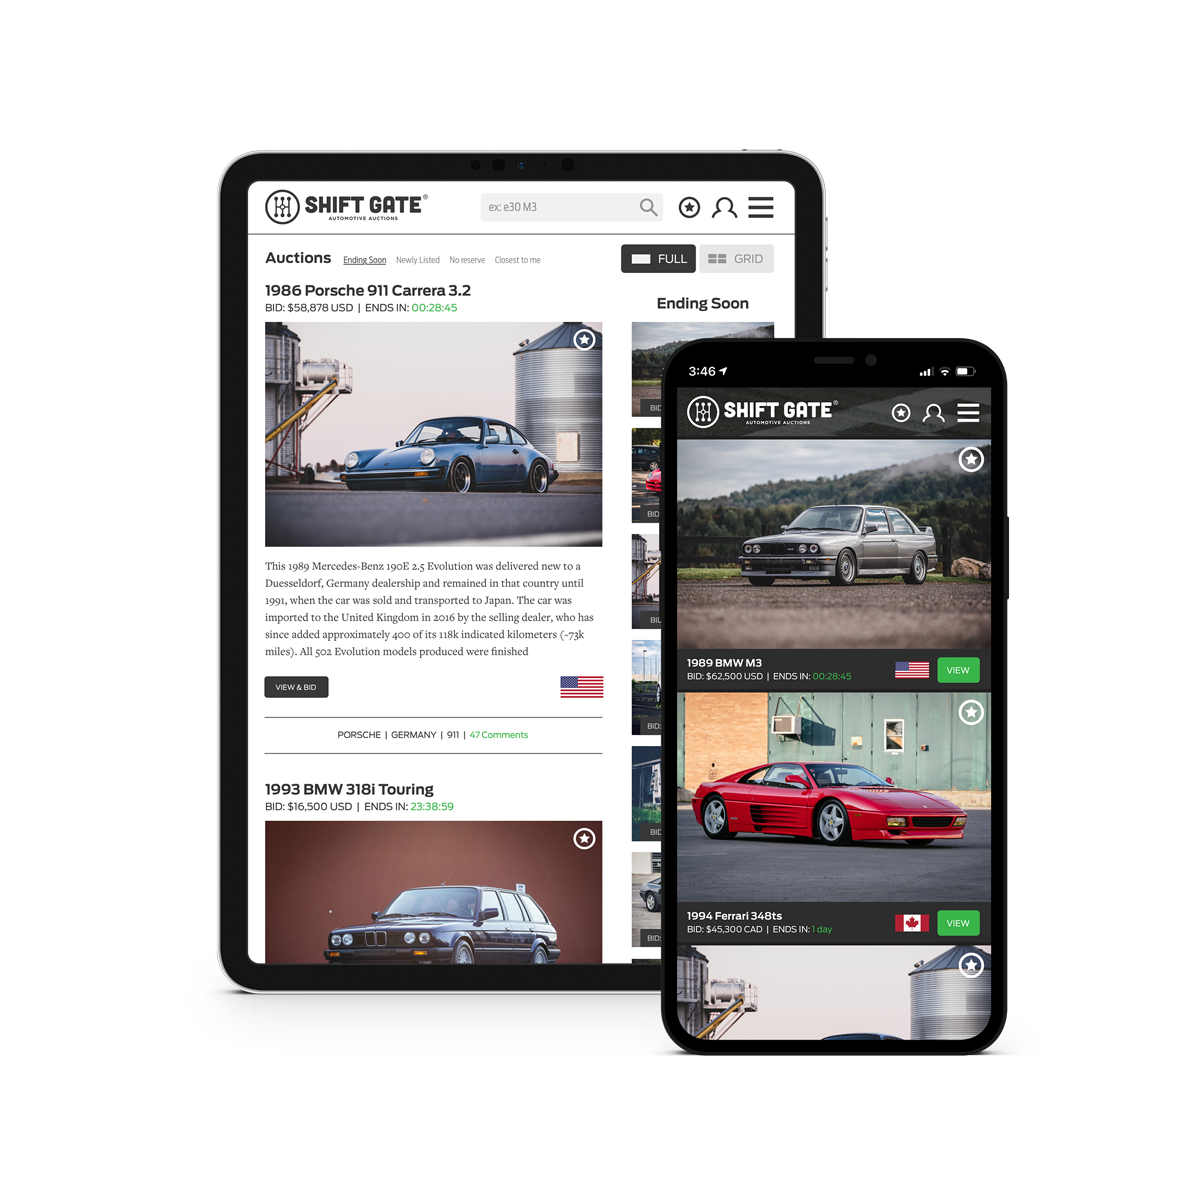 SHIFT GATE®
AUTOMOTIVE AUCTIONS
ex: e30 M3
Auctions Ending Soon Newly Listed No reserve Closest to me
FULL GRID
1986 Porsche 911 Carrera 3.2
BID: $58,878 USD | ENDS IN: 00:28:45
This 1989 Mercedes-Benz 190E 2.5 Evolution was delivered new to a
Duesseldorf, Germany dealership and remained in that country until
1991, when the car was sold and transported to Japan. The car was
imported to the United Kingdom in 2016 by the selling dealer, who has
since added approximately 400 of its 118k indicated kilometers (~73k
miles). All 502 Evolution models produced were finished
VIEW & BID
PORSCHE | GERMANY | 911 | 47 Comments
1993 BMW 318i Touring
BID: $16,500 USD | ENDS IN: 23:38:59
Ending Soon
BID
BID:
BID:
BID:
BID:
3:46
SHIFT GATE®
AUTOMOTIVE AUCTIONS
1989 BMW M3
BID: $62,500 USD | ENDS IN: 00:28:45
VIEW
1994 Ferrari 348ts
BID: $45,300 CAD | ENDS IN: 1 day
VIEW